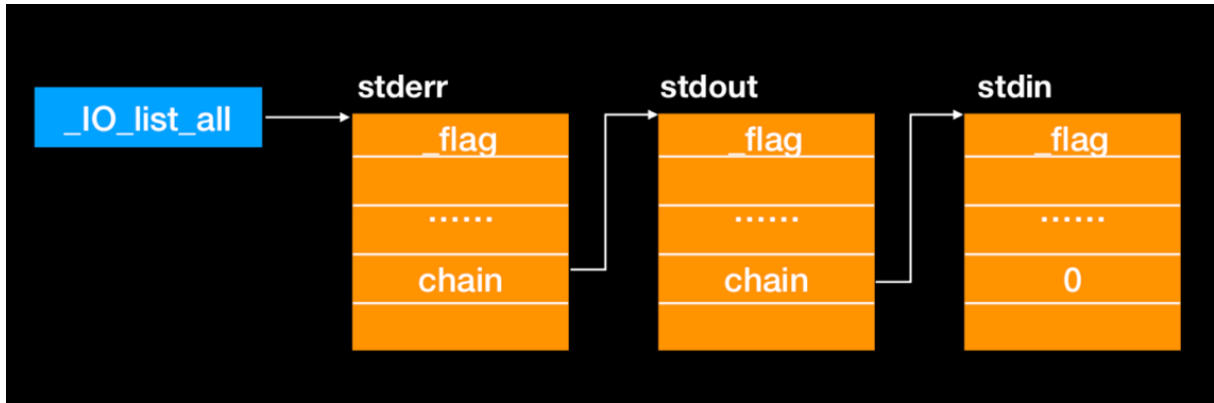 _IO_list_all
stderr
_flag
......
chain
stdout
_flag
......
chain
stdin
_flag
......
0